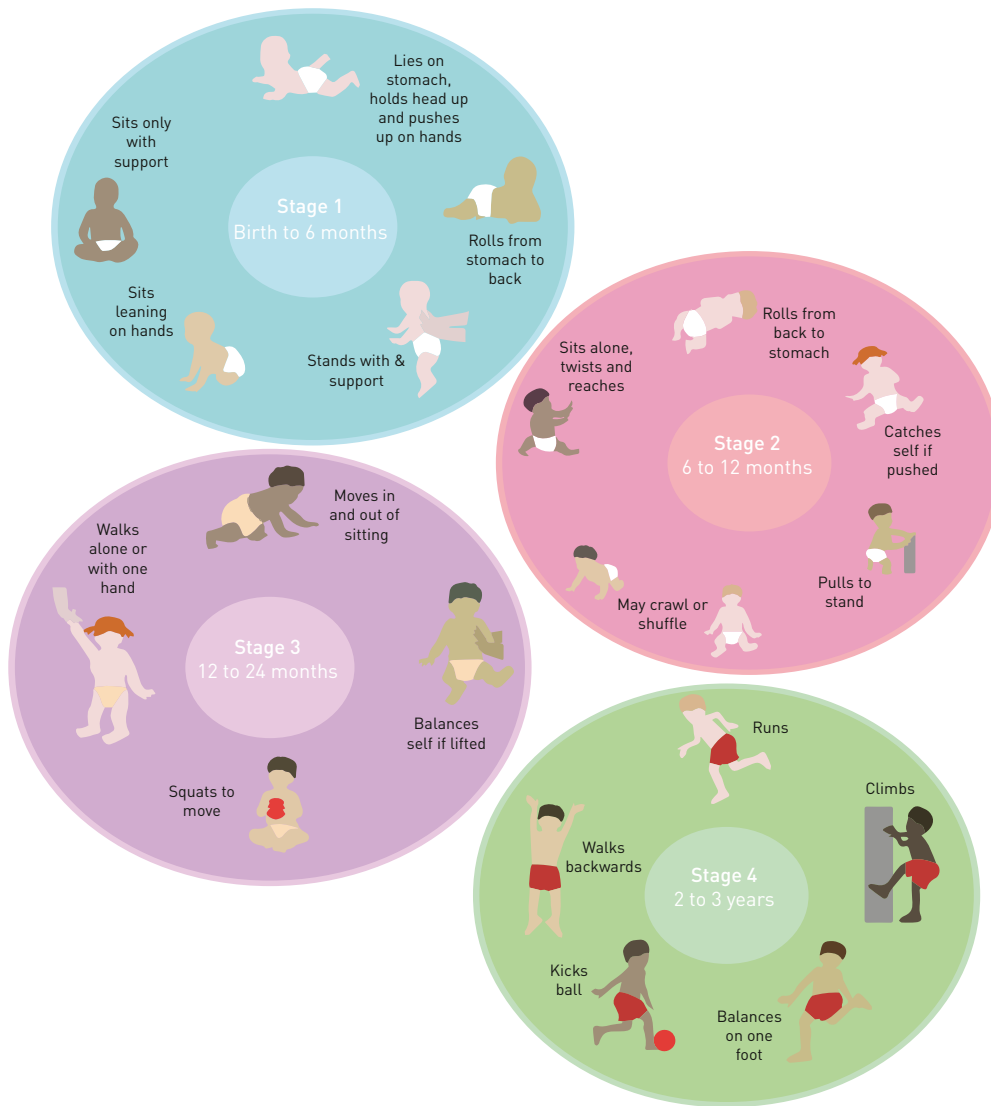 Lies on
stomach,
holds head up
and pushes
up on hands
Sits only
with
support
Stage 1
Birth to 6 months
Rolls from
stomach to
back
Sits
leaning
on hands
Stands with &
support
Rolls from
back to
stomach
Sits alone,
twists and
reaches
Stage 2
6 to 12 months
Catches
self if
pushed
Pulls to
stand
May crawl or
shuffle
Moves in
and out of
sitting
Walks
alone or
with one
hand
Stage 3
12 to 24 months
Balances
self if lifted
Squats to
move
Runs
Climbs
Walks
backwards
Stage 4
2 to 3 years
Kicks
ball
Balances
on one
foot